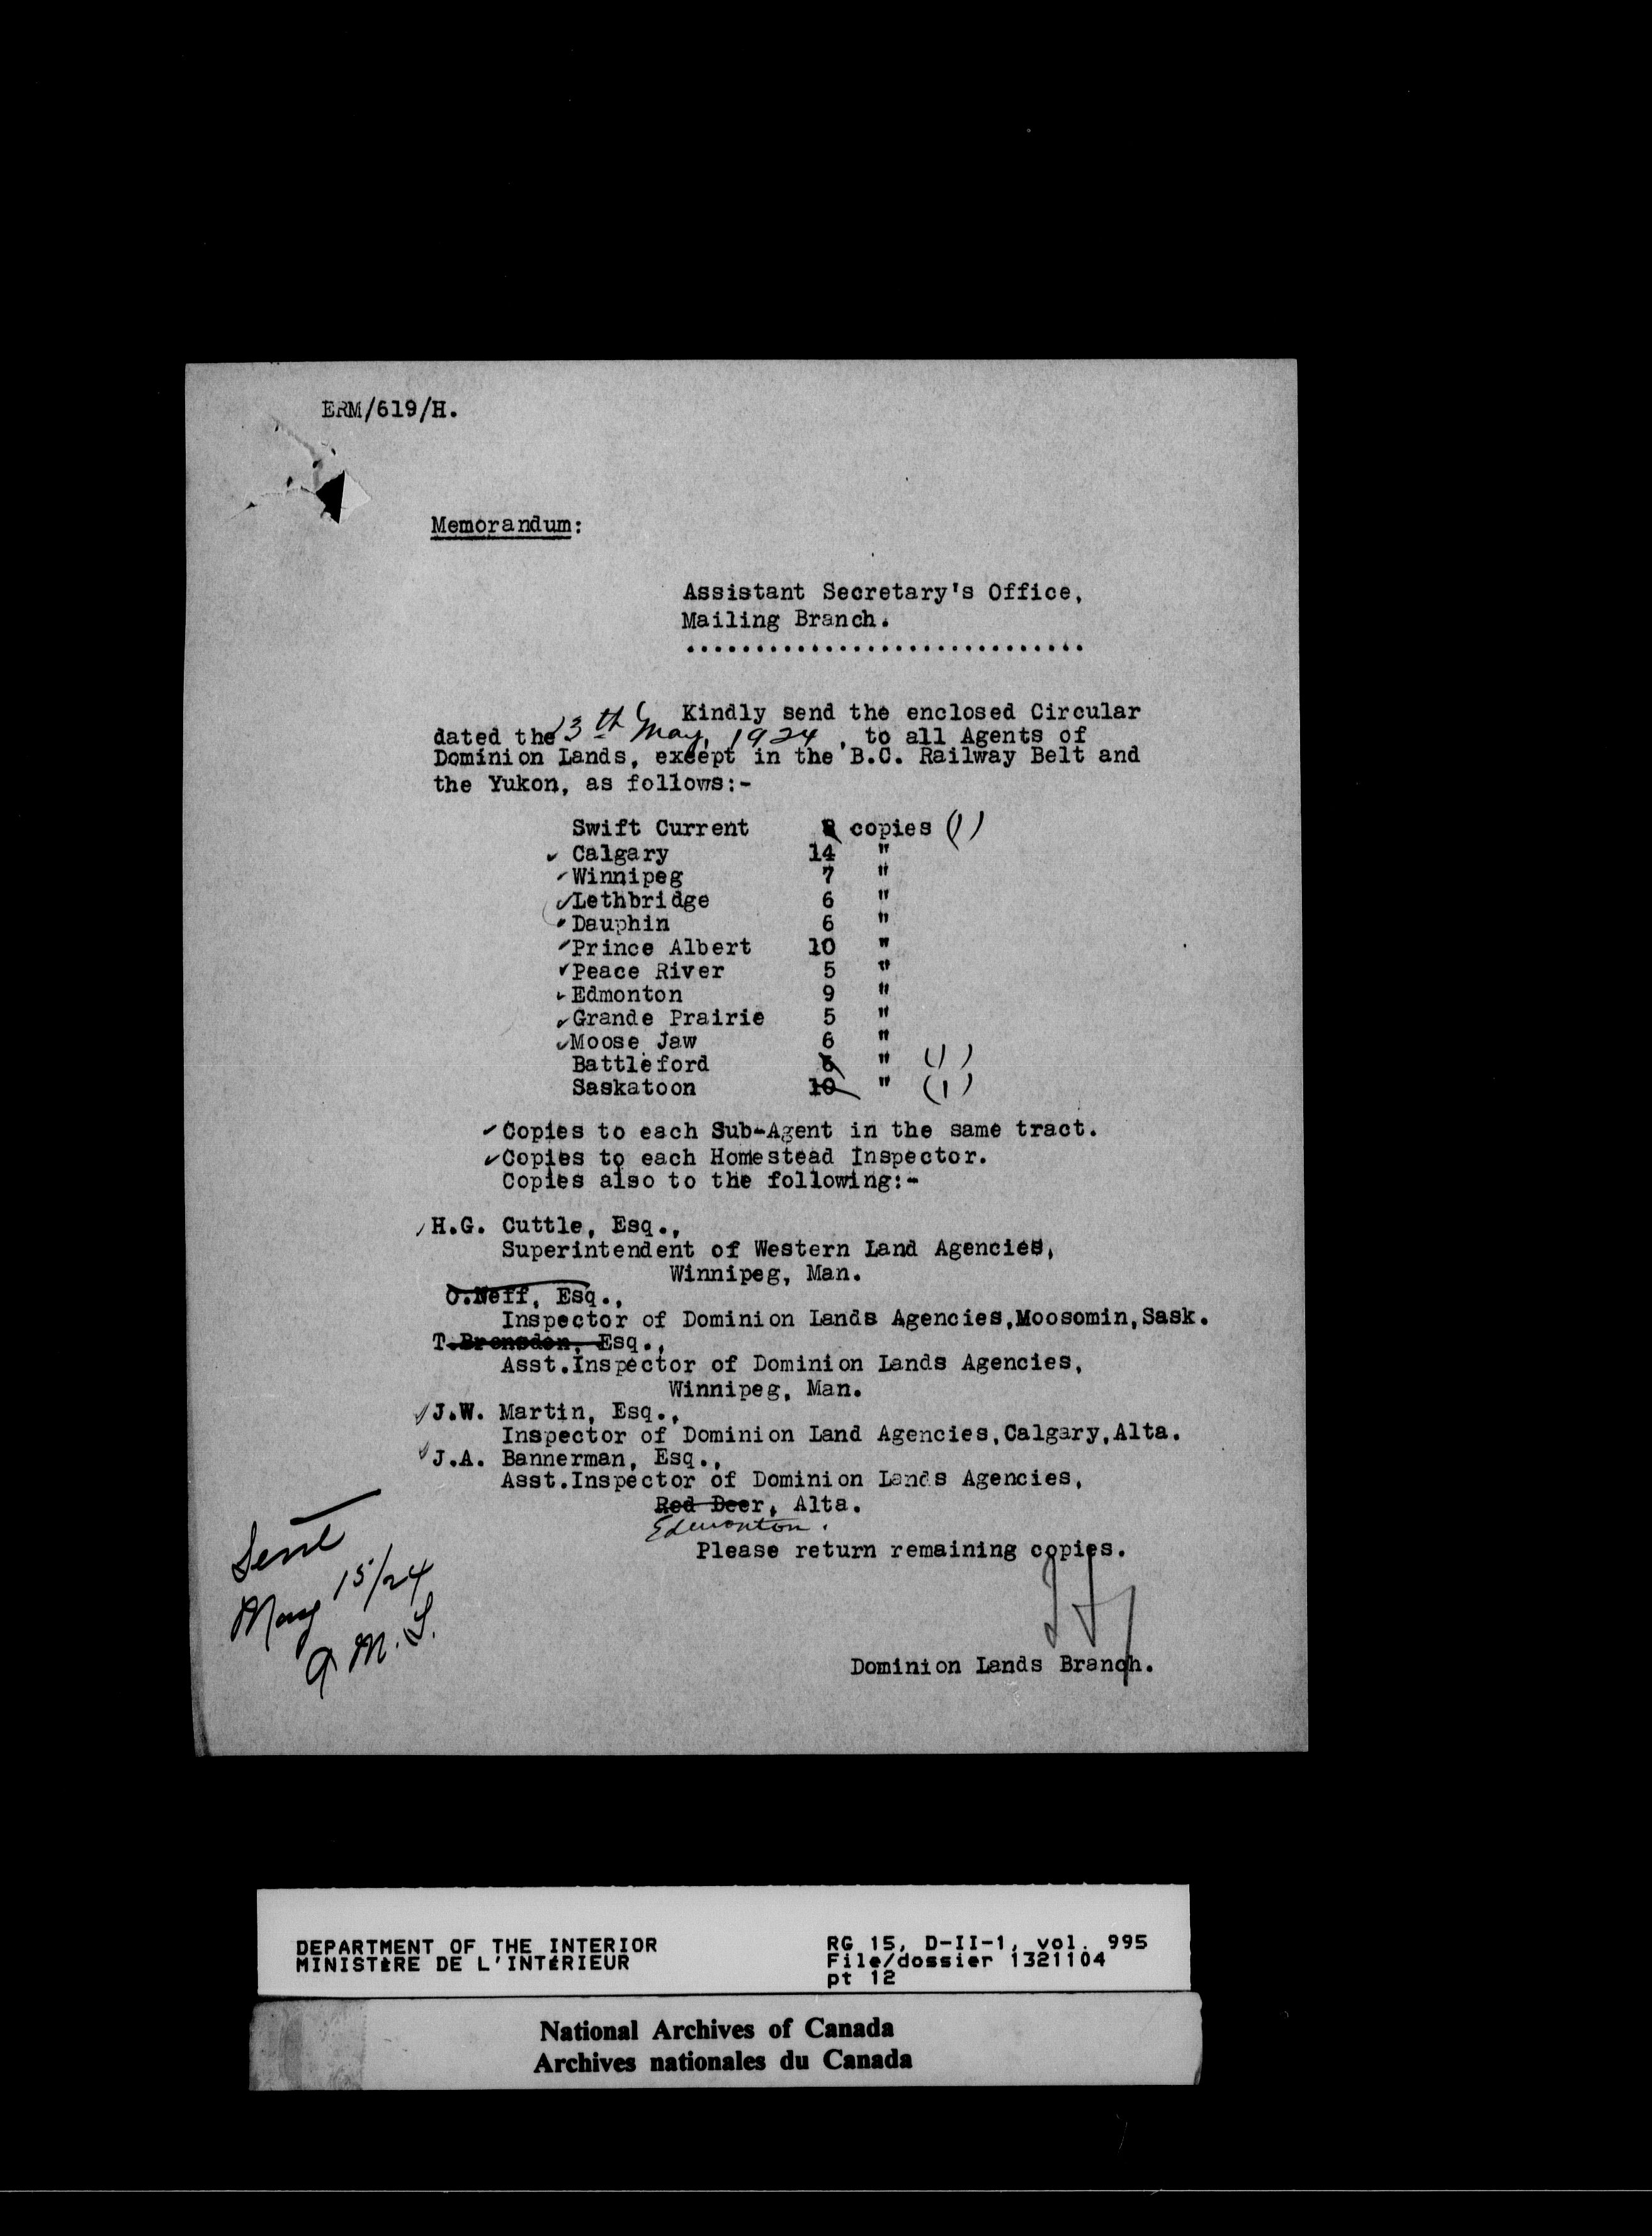 ERM/619/H.
Memorandum:
Assistant Secretary's Office,
Mailing Branch.
.............................
Kindly send the enclosed Circular
dated the 13th May, 1924, to all Agents of
Dominion Lands, except in the B.C. Railway Belt and
the Yukon, as follows:-
Swift Current copies (1)
Calgary 14 "
Winnipeg 7 "
Lethbridge 6 "
Dauphin 6 "
Prince Albert 10 "
Peace River 5 "
Edmonton 9 "
Grande Prairie 5 "
Moose Jaw 6 "
Battleford " (1)
Saskatoon 10 " (1)
Copies to each Sub-Agent in the same tract.
Copies to each Homestead Inspector.
Copies also to the following:-
H.G. Cuttle, Esq.,
Superintendent of Western Land Agencies,
Winnipeg, Man.
O.Neff, Esq.,
Inspector of Dominion Lands Agencies,Moosomin,Sask.
T. Esq.,
Asst.Inspector of Dominion Lands Agencies,
Winnipeg, Man.
J.W. Martin, Esq.,
Inspector of Dominion Land Agencies,Calgary,Alta.
J.A. Bannerman, Esq.,
Asst.Inspector of Dominion Lands Agencies,
Red Deer, Alta.
Edmonton.
Please return remaining copies.
Dominion Lands Branch.
Sent
May 15/24
DEPARTMENT OF THE INTERIOR
MINISTÈRE DE L'INTÉRIEUR
RG 15, D-II-1, vol. 995
File/dossier 1321104
pt 12
National Archives of Canada
Archives nationales du Canada